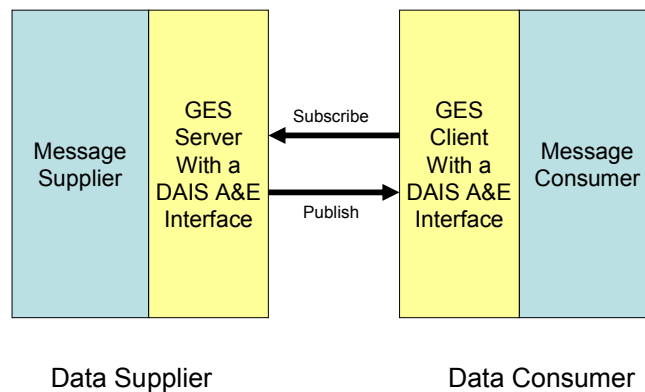 Message
Supplier
GES
Server
With a
DAIS A&E
Interface
Subscribe
Publish
GES
Client
With a
DAIS A&E
Interface
Message
Consumer
Data Supplier
Data Consumer